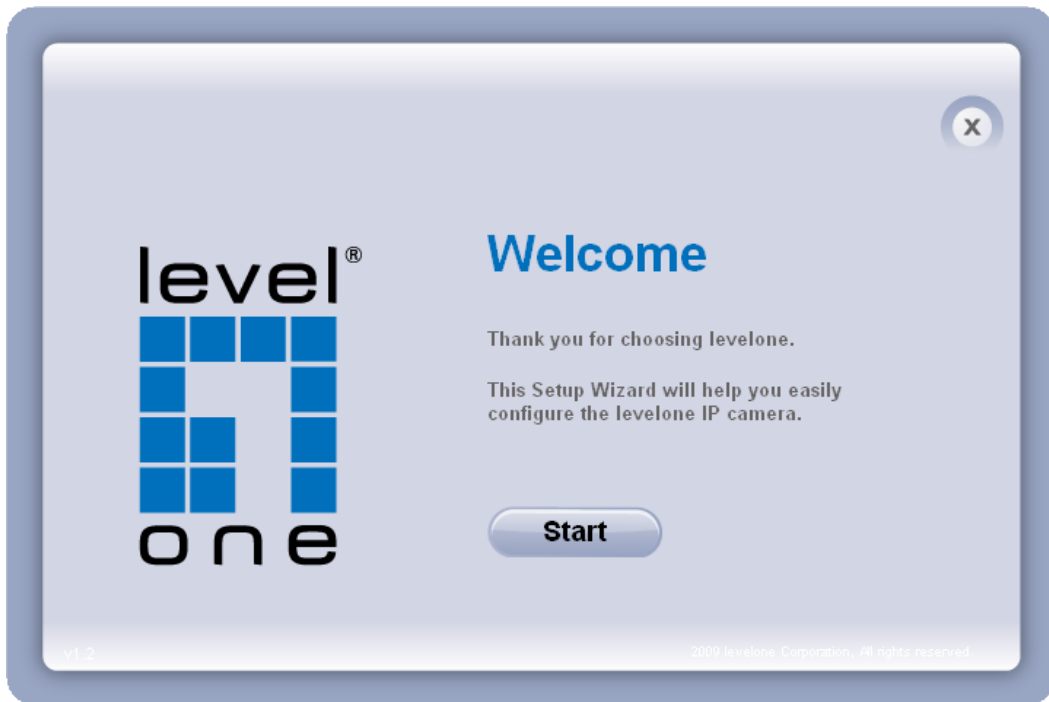 X
level®
one
Welcome
Thank you for choosing levelone.
This Setup Wizard will help you easily
configure the levelone IP camera.
Start
v1.2
2009 levelone Corporation, All rights reserved.